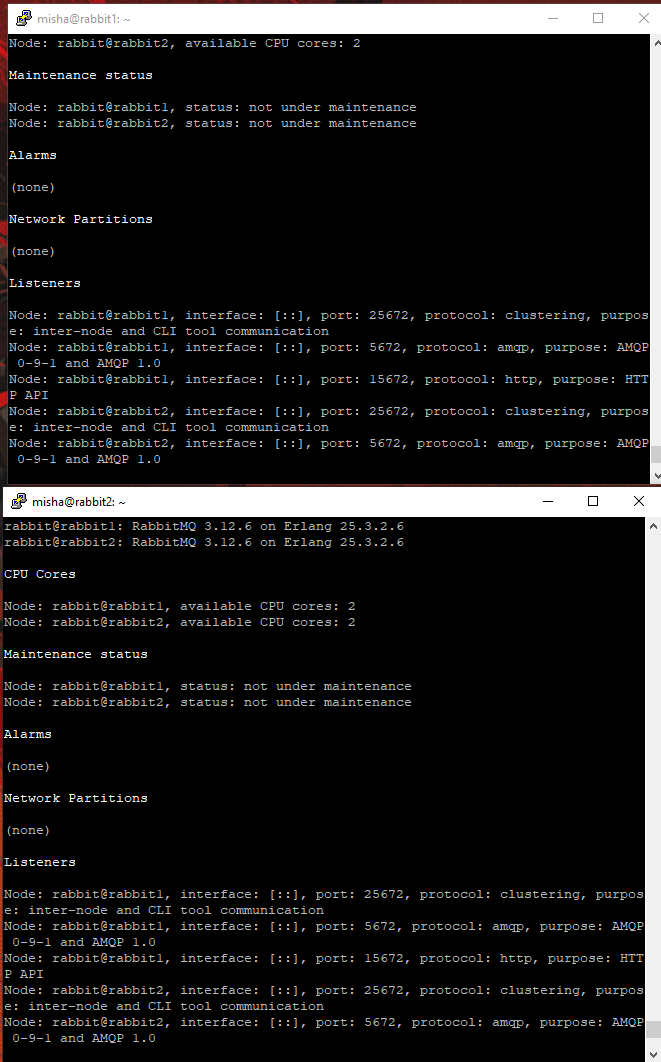 misha@rabbit1: ~
Node: rabbit@rabbit2, available CPU cores: 2
Maintenance status
Node: rabbit@rabbit1, status: not under maintenance
Node: rabbit@rabbit2, status: not under maintenance
Alarms
(none)
Network Partitions
(none)
Listeners
Node: rabbit@rabbit1, interface: [::], port: 25672, protocol: clustering, purpos
e: inter-node and CLI tool communication
Node: rabbit@rabbit1, interface: [::], port: 5672, protocol: amqp, purpose: AMQP
 0-9-1 and AMQP 1.0
Node: rabbit@rabbit1, interface: [::], port: 15672, protocol: http, purpose: HTT
P API
Node: rabbit@rabbit2, interface: [::], port: 25672, protocol: clustering, purpos
e: inter-node and CLI tool communication
Node: rabbit@rabbit2, interface: [::], port: 5672, protocol: amqp, purpose: AMQP
 0-9-1 and AMQP 1.0
misha@rabbit2: ~
rabbit@rabbit1: RabbitMQ 3.12.6 on Erlang 25.3.2.6
rabbit@rabbit2: RabbitMQ 3.12.6 on Erlang 25.3.2.6
CPU Cores
Node: rabbit@rabbit1, available CPU cores: 2
Node: rabbit@rabbit2, available CPU cores: 2
Maintenance status
Node: rabbit@rabbit1, status: not under maintenance
Node: rabbit@rabbit2, status: not under maintenance
Alarms
(none)
Network Partitions
(none)
Listeners
Node: rabbit@rabbit1, interface: [::], port: 25672, protocol: clustering, purpos
e: inter-node and CLI tool communication
Node: rabbit@rabbit1, interface: [::], port: 5672, protocol: amqp, purpose: AMQP
 0-9-1 and AMQP 1.0
Node: rabbit@rabbit1, interface: [::], port: 15672, protocol: http, purpose: HTT
P API
Node: rabbit@rabbit2, interface: [::], port: 25672, protocol: clustering, purpos
e: inter-node and CLI tool communication
Node: rabbit@rabbit2, interface: [::], port: 5672, protocol: amqp, purpose: AMQP
 0-9-1 and AMQP 1.0